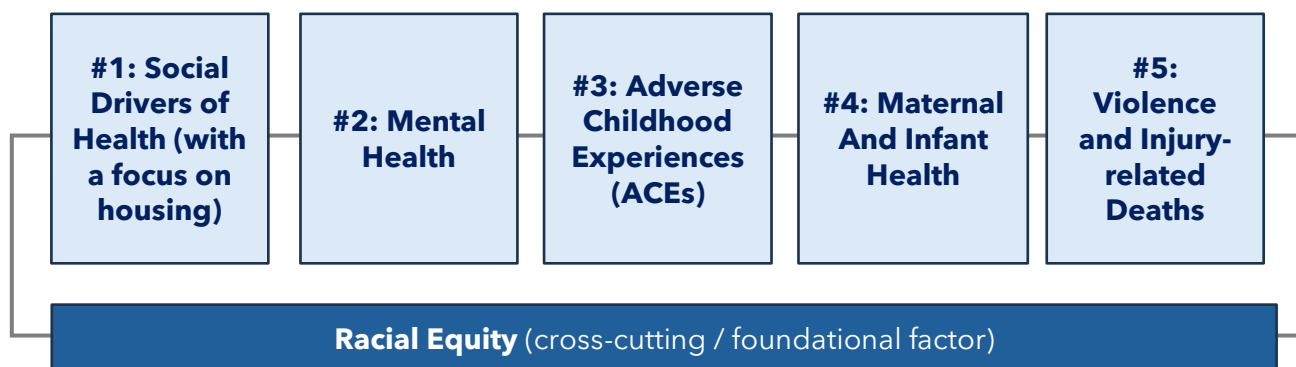 #1: Social
Drivers of
Health (with
a focus on
housing)
#2: Mental
Health
#3: Adverse
Childhood
Experiences
(ACEs)
#4: Maternal
And Infant
Health
#5:
Violence
and Injury-
related
Deaths
Racial Equity (cross-cutting / foundational factor)